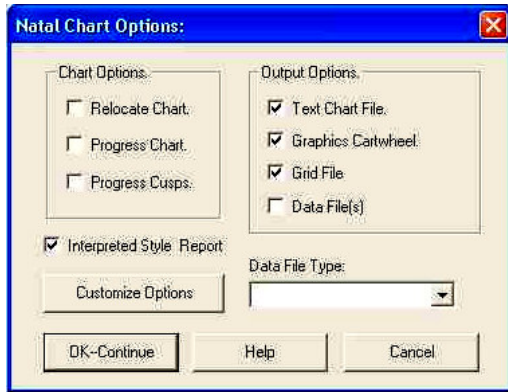 Natal Chart Options:
Chart Options.
Relocate Chart.
Progress Chart.
Progress Cusps.
Output Options.
Text Chart File.
Graphics Cartwheel.
Grid File
Data File(s)
Interpreted Style Report
Customize Options
Data File Type:
OK--Continue
Help
Cancel